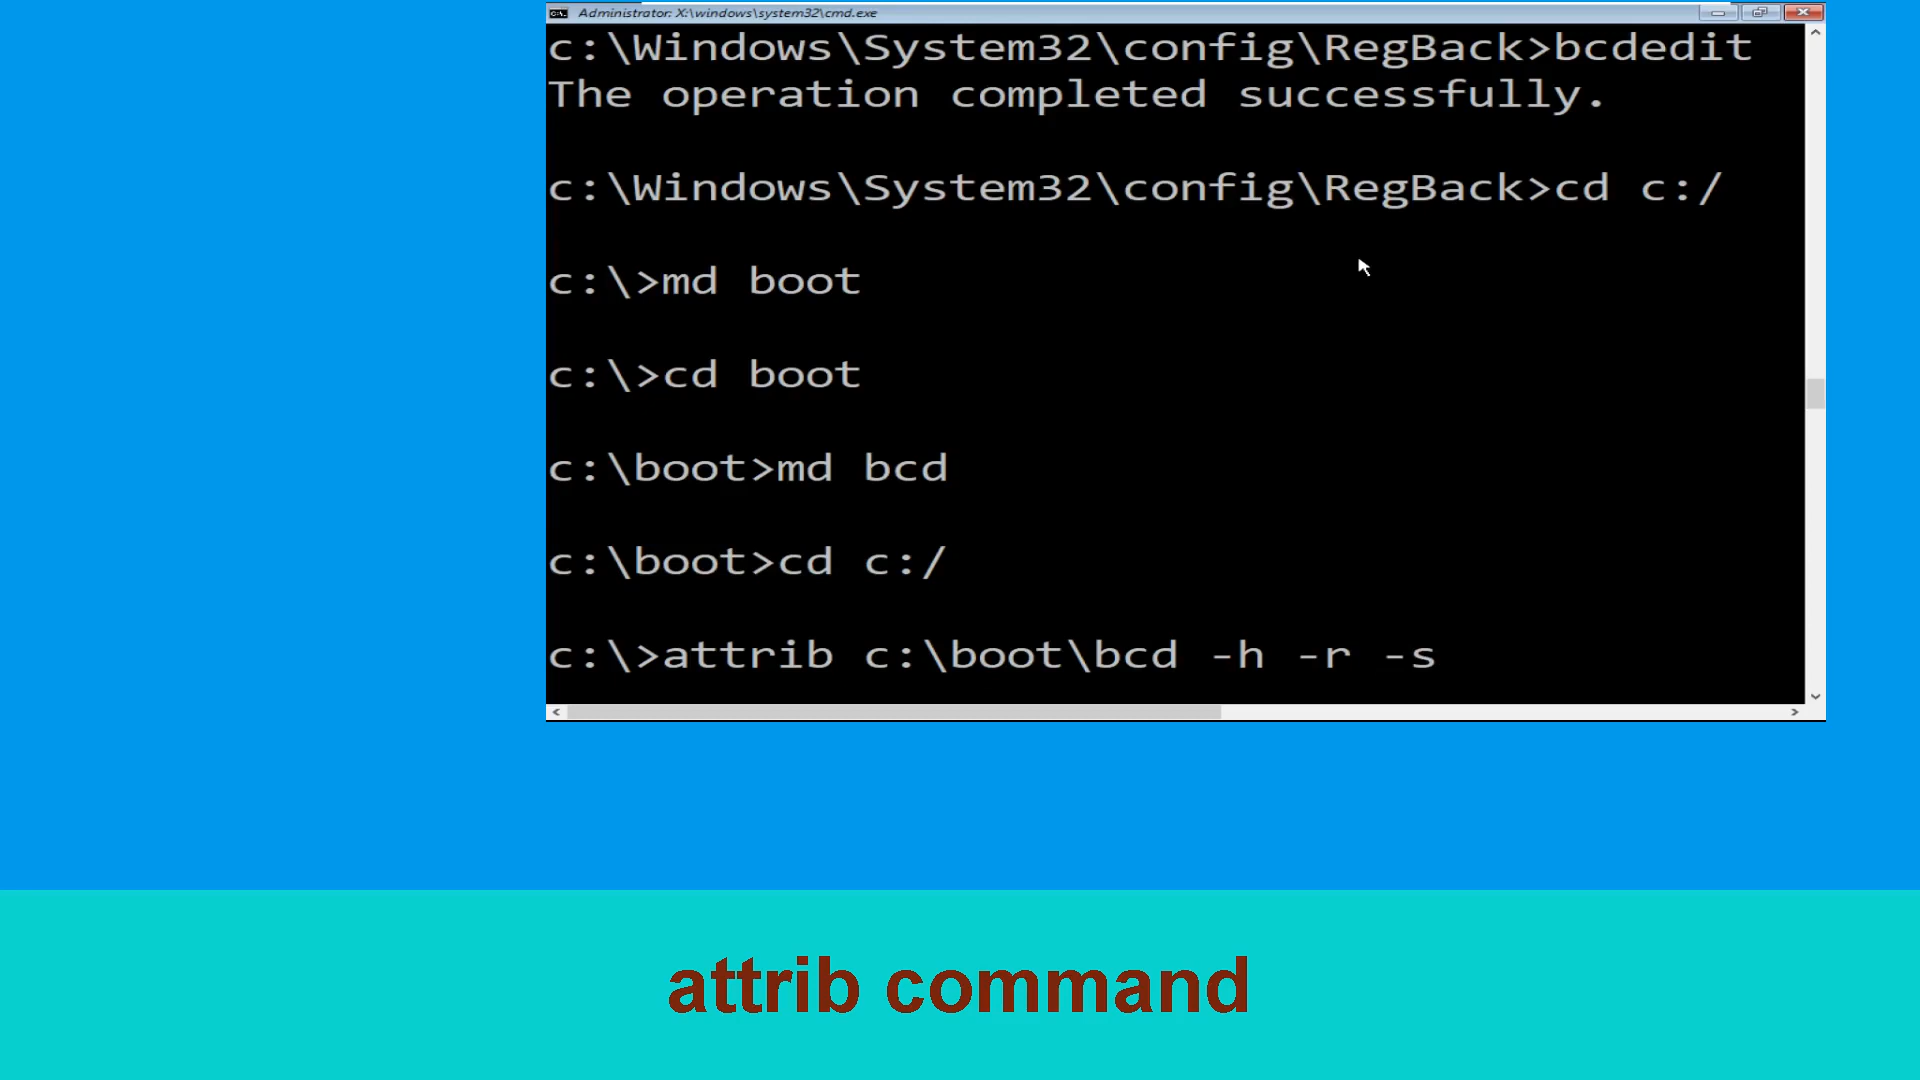 Administrator: X:\windows\system32\cmd.exe
c:\Windows\System32\config\RegBack>bcdedit
The operation completed successfully.
c:\Windows\System32\config\RegBack>cd c:/
c:\>md boot
c:\>cd boot
c:\boot>md bcd
c:\boot>cd c:/
c:\>attrib c:\boot\bcd -h -r -s
attrib command